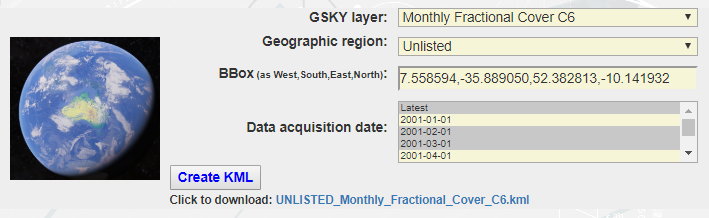 GSKY layer: Monthly Fractional Cover C6
Geographic region: Unlisted
BBox (as West,South,East,North): 7.558594,-35.889050,52.382813,-10.141932
Data acquisition date:
Latest
2001-01-01
2001-02-01
2001-03-01
2001-04-01
Create KML
Click to download: UNLISTED_Monthly_Fractional_Cover_C6.kml